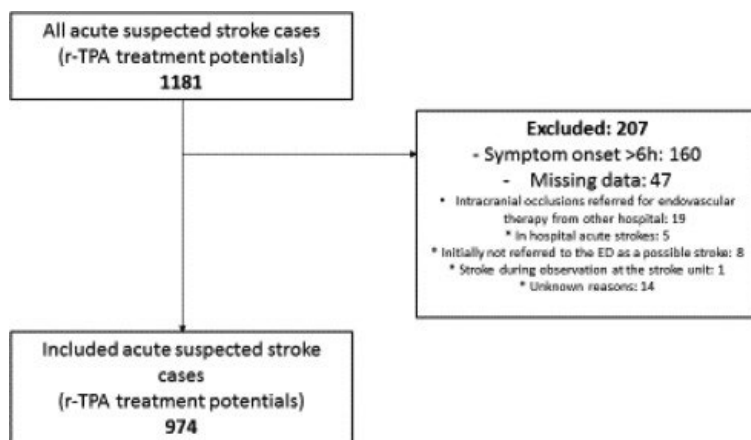 All acute suspected stroke cases
(r-TPA treatment potentials)
1181
Excluded: 207
- Symptom onset >6h: 160
- Missing data: 47
• Intracranial occlusions referred for endovascular
therapy from other hospital: 19
* In hospital acute strokes: 5
* Initially not referred to the ED as a possible stroke: 8
* Stroke during observation at the stroke unit: 1
* Unknown reasons: 14
Included acute suspected stroke
cases
(r-TPA treatment potentials)
974